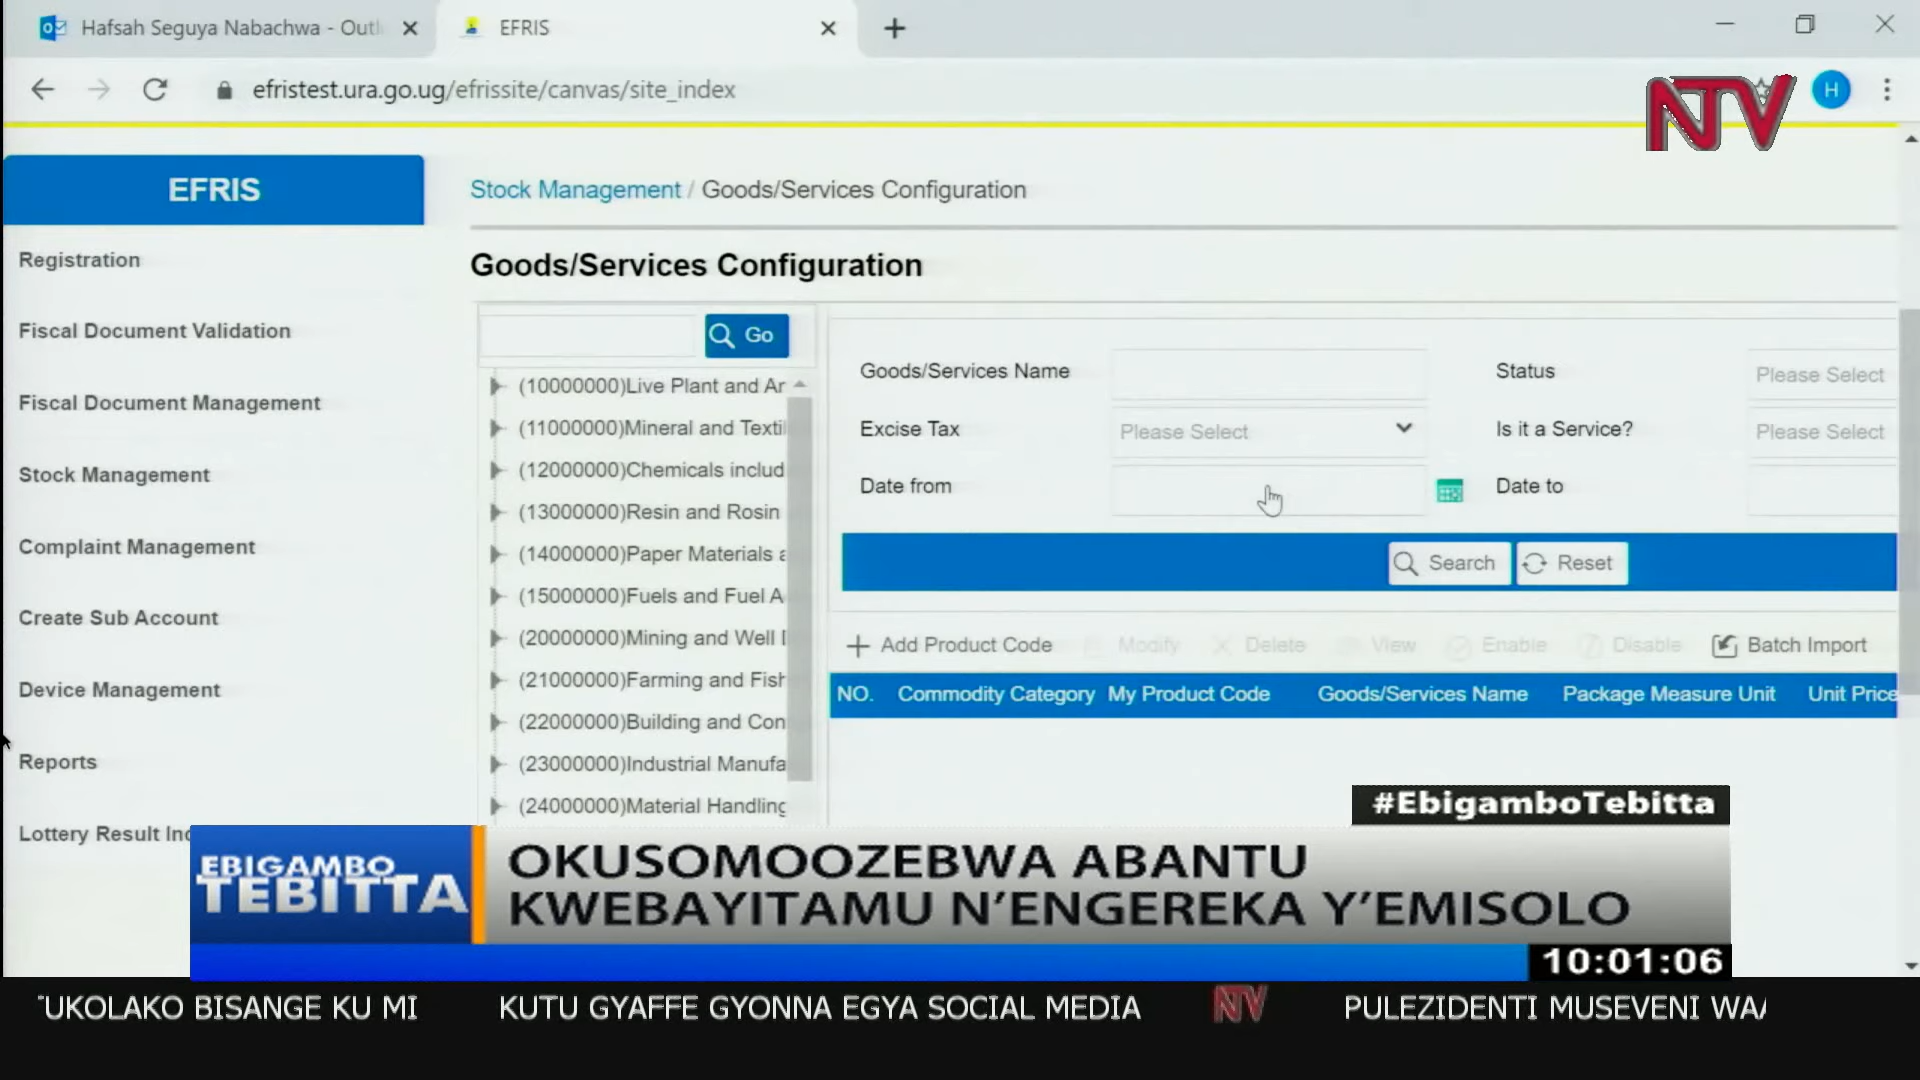 Hafsah Seguya Nabachwa - Outl
EFRIS
efristest.ura.go.ug/efrissite/canvas/site_index
H
NTV
EFRIS
Registration
Fiscal Document Validation
Fiscal Document Management
Stock Management
Complaint Management
Create Sub Account
Device Management
Reports
Lottery Result Inc
Stock Management / Goods/Services Configuration
Goods/Services Configuration
Go
(10000000)Live Plant and Ar
(11000000)Mineral and Texti
(12000000)Chemicals includ
(13000000)Resin and Rosin
(14000000)Paper Materials a
(15000000)Fuels and Fuel A
(20000000)Mining and Well
(21000000)Farming and Fish
(22000000)Building and Con
(23000000)Industrial Manufa
(24000000)Material Handling
Goods/Services Name
Status Please Select
Excise Tax Please Select
Is it a Service? Please Select
Date from
Date to
Search Reset
Add Product Code Modify Delete View Enable Disable Batch Import
NO. Commodity Category My Product Code Goods/Services Name Package Measure Unit Unit Price
#EbigamboTebitta
EBIGAMBO
TEBITTA
OKUSOMOOZEBWA ABANTU
KWEBAYITAMU N'ENGEREKA Y'EMISOLO
10:01:06
UKOLAKO BISANGE KU MI KUTU GYAFFE GYONNA EGYA SOCIAL MEDIA NTV PULEZIDENTI MUSEVENI WAA